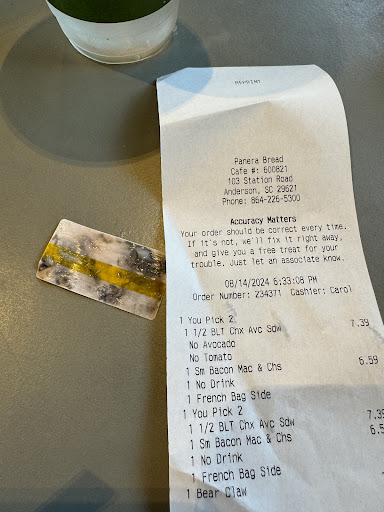 REPRINT
Panera Bread
Cafe #: 600821
103 Station Road
Anderson, SC 29621
Phone: 864-226-5300
Accuracy Matters
Your order should be correct every time.
If it's not, we'll fix it right away,
and give you a free treat for your
trouble. Just let an associate know.
08/14/2024 6:33:08 PM
Order Number: 234371 Cashier: Carol
1 You Pick 2
1 1/2 BLT Chx Avc Sdw 7.39
No Avocado
No Tomato
1 Sm Bacon Mac & Chs 6.59
1 No Drink
1 French Bag Side
1 You Pick 2
1 1/2 BLT Chx Avc Sdw 7.39
1 Sm Bacon Mac & Chs 6.5
1 No Drink
1 French Bag Side
1 Bear Claw